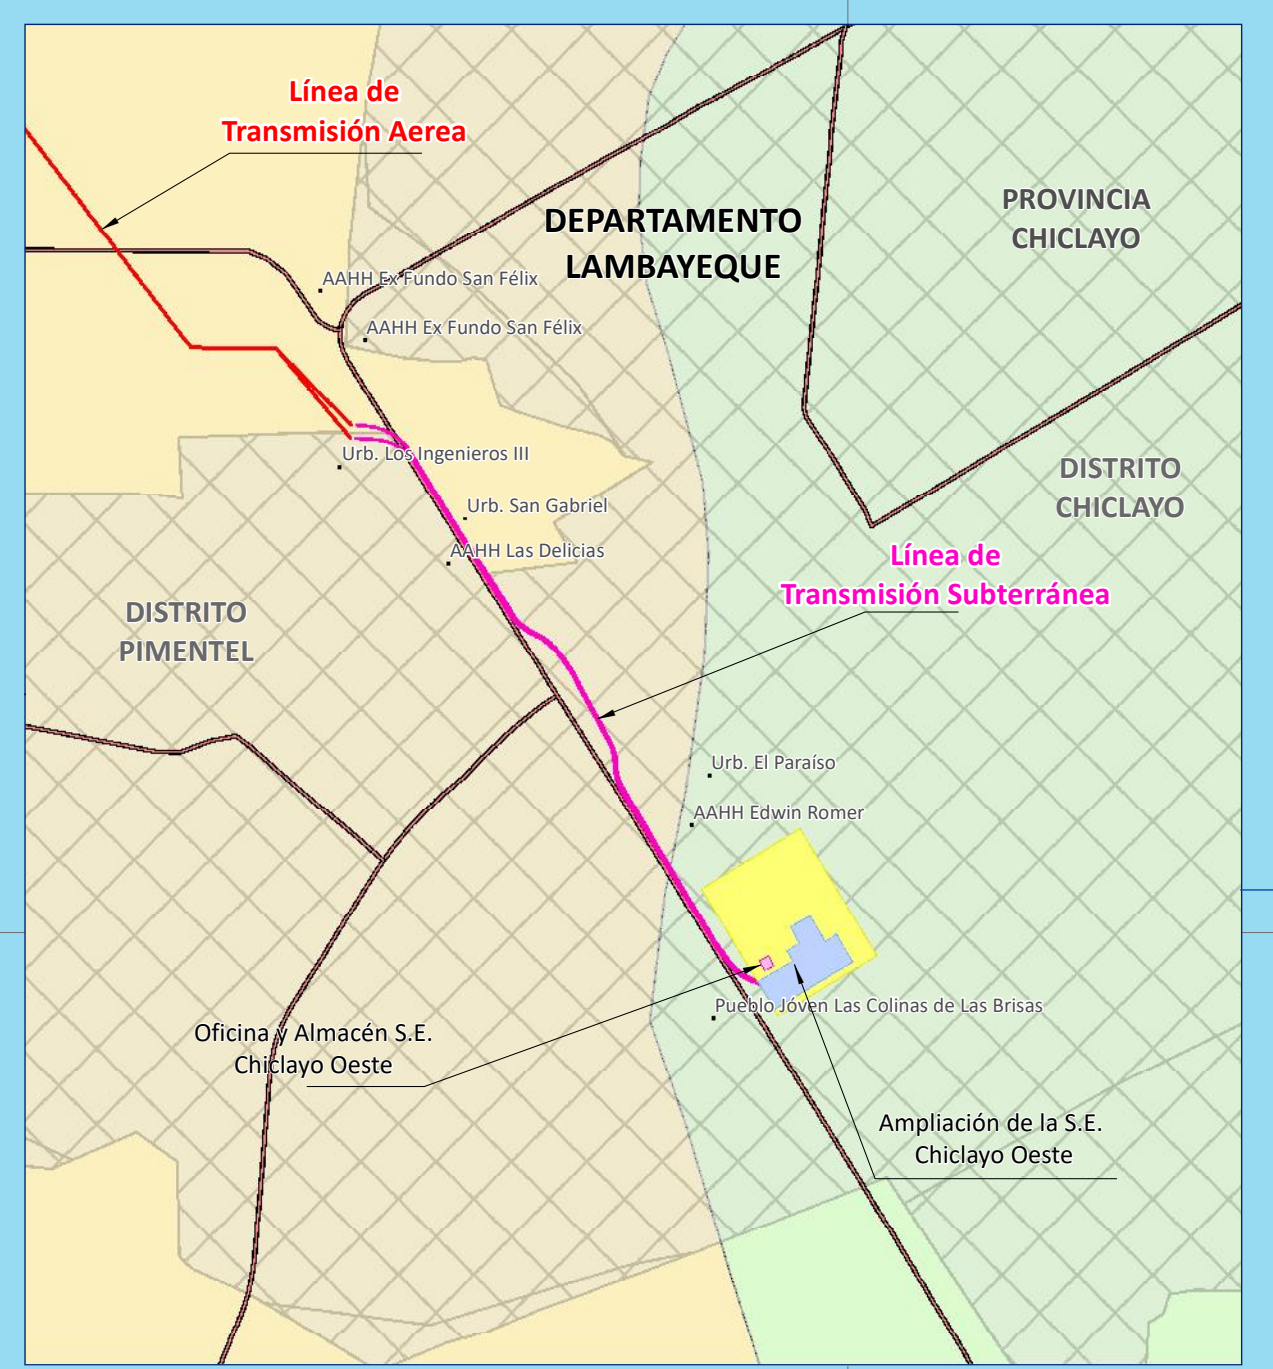 Línea de
Transmisión Aerea
PROVINCIA
CHICLAYO
DEPARTAMENTO
LAMBAYEQUE
AAHH Ex Fundo San Félix
AAHH Ex Fundo San Félix
Urb. Los Ingenieros III
DISTRITO
CHICLAYO
Urb. San Gabriel
AAHH Las Delicias
Línea de
Transmisión Subterránea
DISTRITO
PIMENTEL
Urb. El Paraíso
AAHH Edwin Romer
Pueblo Jóven Las Colinas de Las Brisas
Oficina y Almacén S.E.
Chiclayo Oeste
Ampliación de la S.E.
Chiclayo Oeste